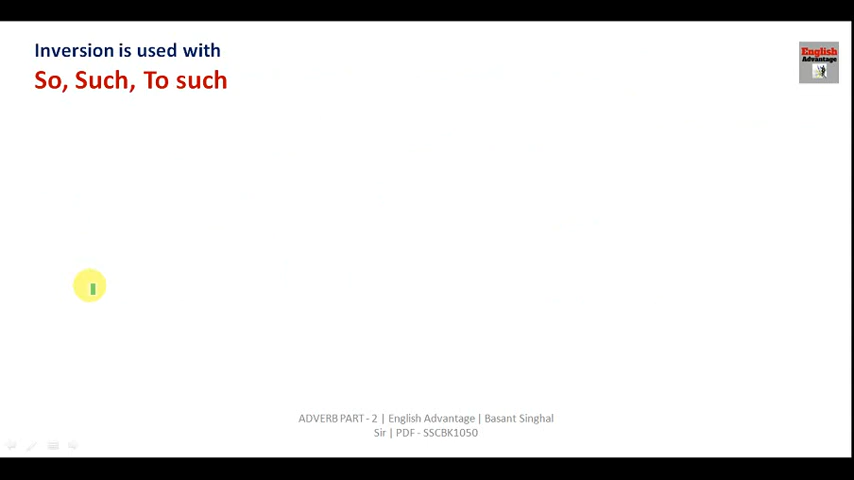 Inversion is used with
So, Such, To such
English
Advantage
ADVERB PART - 2 | English Advantage | Basant Singhal
Sir | PDF - SSCBK1050